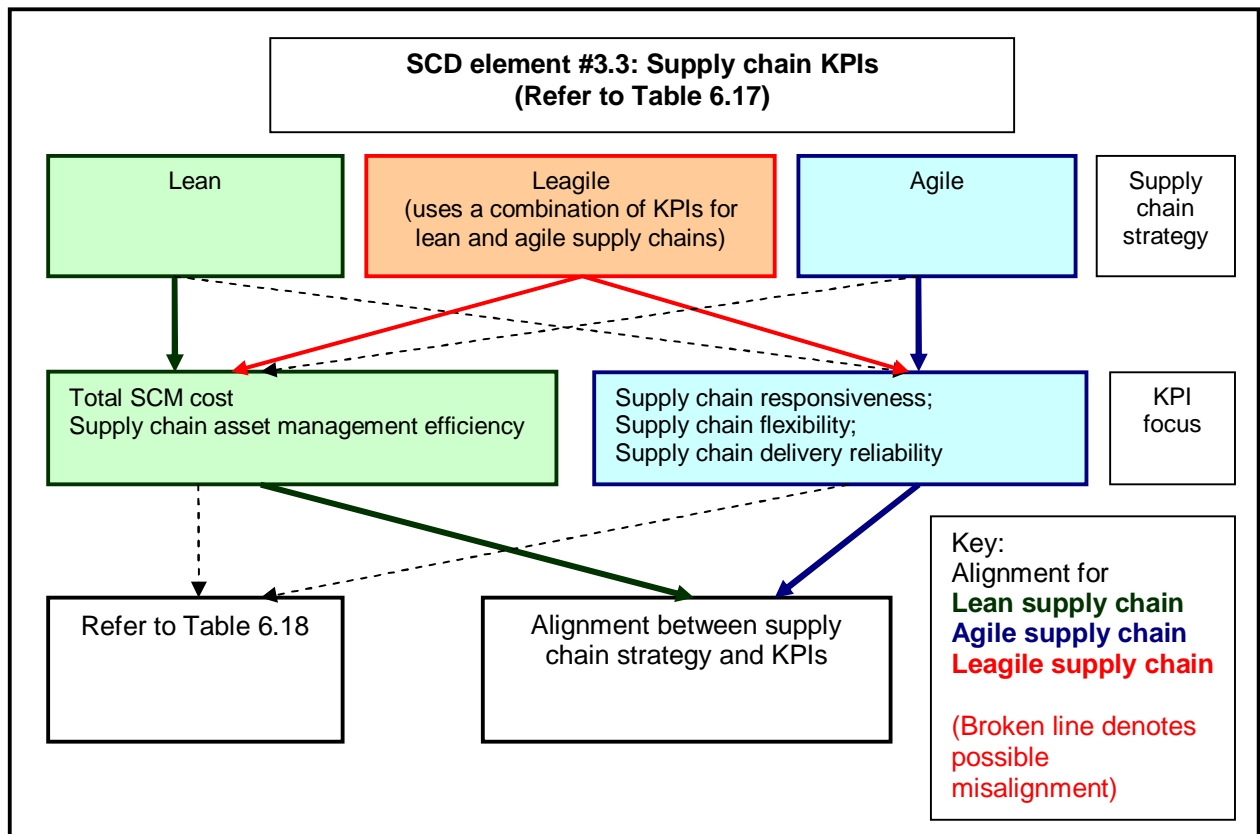 SCD element #3.3: Supply chain KPIs
(Refer to Table 6.17)
Lean
Leagile
(uses a combination of KPIs for
lean and agile supply chains)
Agile
Supply
chain
strategy
Total SCM cost
Supply chain asset management efficiency
Supply chain responsiveness;
Supply chain flexibility;
Supply chain delivery reliability
KPI
focus
Refer to Table 6.18
Alignment between supply
chain strategy and KPIs
Key:
Alignment for
Lean supply chain
Agile supply chain
Leagile supply chain
(Broken line denotes
possible
misalignment)